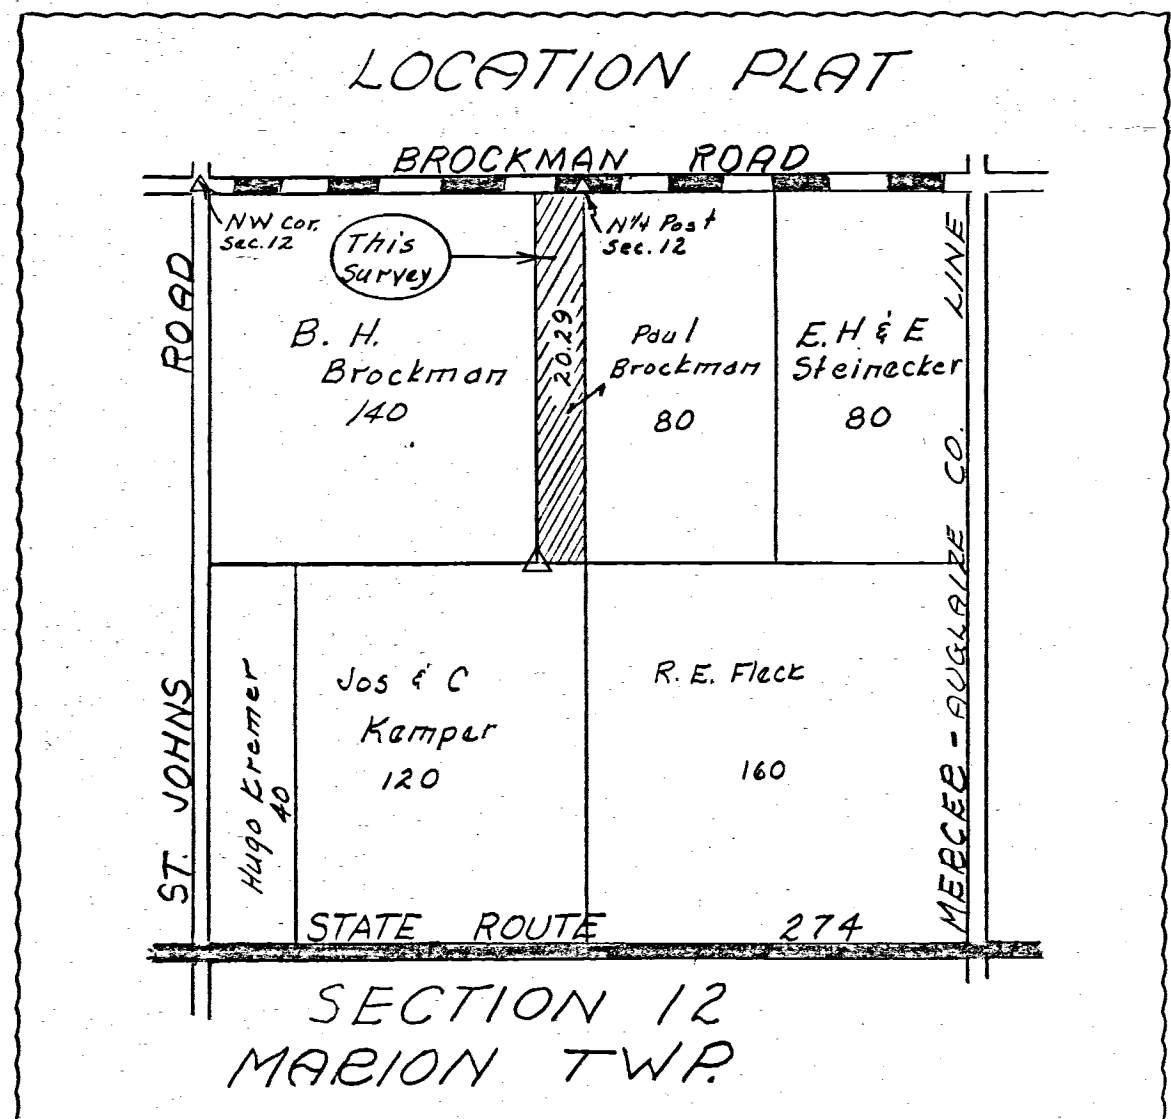 LOCATION PLAT
BROCKMAN ROAD
NW Cor.
Sec. 12
This
Survey
N¼ Post
Sec. 12
ST. JOHNS ROAD
B. H.
Brockman
140
20.29
Paul
Brockman
80
E. H & E
Steinecker
80
MERCER - AUGLAIZE CO. LINE
Hugo Kremer
40
Jos & C
Kemper
120
R. E. Fleck
160
STATE ROUTE 274
SECTION 12
MARION TWP.